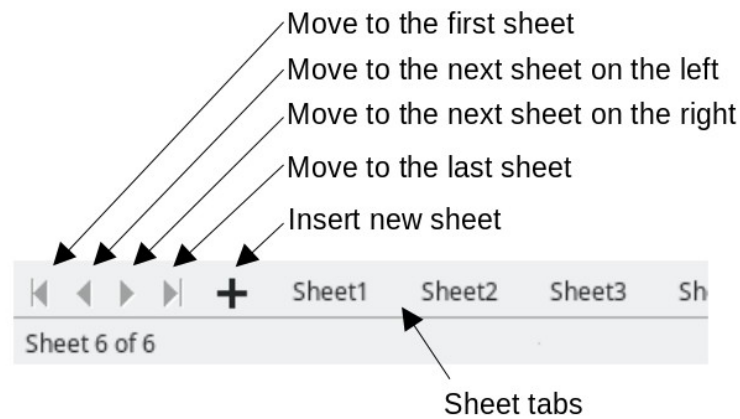 Move to the first sheet
Move to the next sheet on the left
Move to the next sheet on the right
Move to the last sheet
Insert new sheet
Sheet1 Sheet2 Sheet3 Sh
Sheet 6 of 6
Sheet tabs